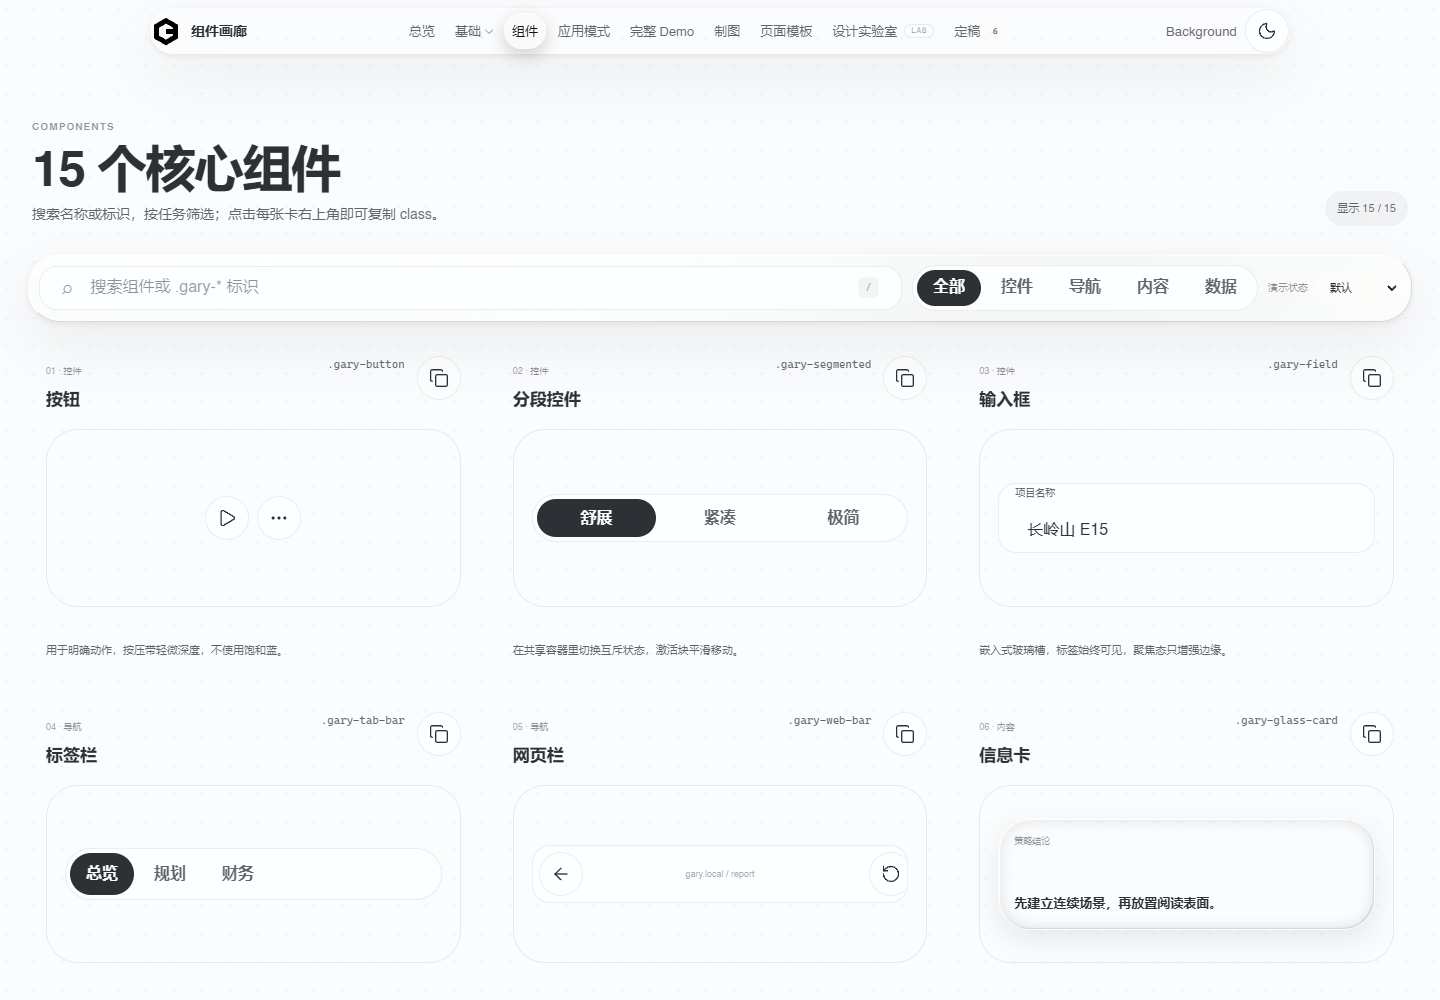 组件画廊
总览 基础 组件 应用模式 完整 Demo 制图 页面模板 设计实验室 LAB 定稿 6
Background
COMPONENTS
15 个核心组件
搜索名称或标识，按任务筛选；点击每张卡右上角即可复制 class。
显示 15 / 15
搜索组件或 .gary-* 标识 /
全部 控件 导航 内容 数据
演示状态 默认
01 · 控件 .gary-button
按钮
用于明确动作，按压带轻微深度，不使用饱和蓝。
02 · 控件 .gary-segmented
分段控件
舒展 紧凑 极简
在共享容器里切换互斥状态，激活块平滑移动。
03 · 控件 .gary-field
输入框
项目名称
长岭山 E15
嵌入式玻璃槽，标签始终可见，聚焦态只增强边缘。
04 · 导航 .gary-tab-bar
标签栏
总览 规划 财务
05 · 导航 .gary-web-bar
网页栏
gary.local / report
06 · 内容 .gary-glass-card
信息卡
策略结论
先建立连续场景，再放置阅读表面。